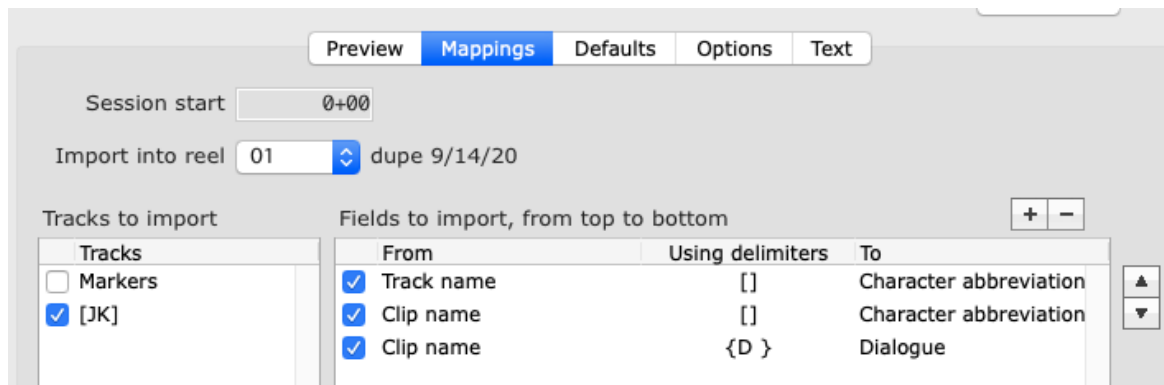 Preview Mappings Defaults Options Text
Session start 0+00
Import into reel 01 dupe 9/14/20
Tracks to import Fields to import, from top to bottom + −
Tracks From Using delimiters To
Markers Track name [] Character abbreviation
[JK] Clip name [] Character abbreviation
Clip name {D } Dialogue